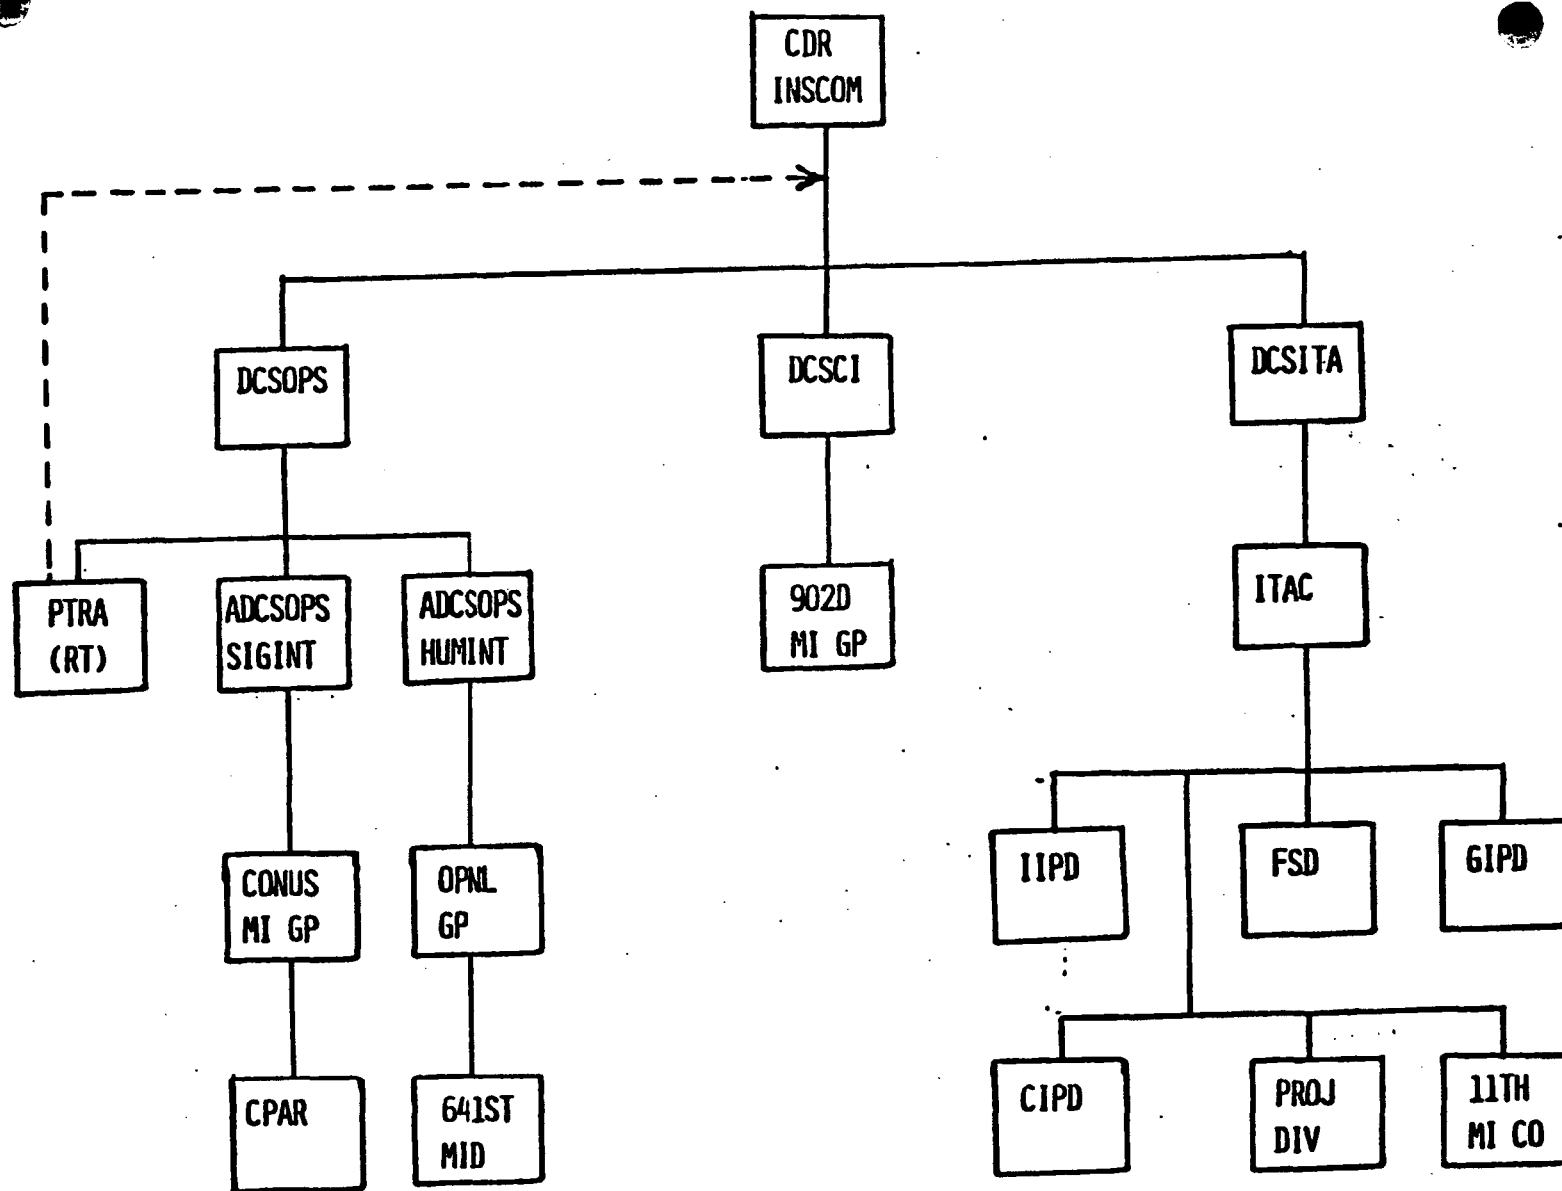 CDR
INSCOM
DCSOPS
DCSCI
DCSITA
PTRA
(RT)
ADCSOPS
SIGINT
ADCSOPS
HUMINT
902D
MI GP
ITAC
CONUS
MI GP
OPNL
GP
IIPD
FSD
GIPD
CPAR
641ST
MID
CIPD
PROJ
DIV
11TH
MI CO